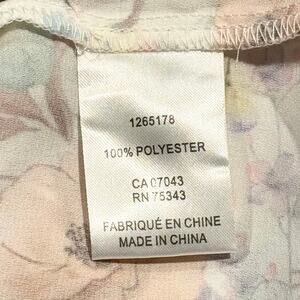 1265178
100% POLYESTER
CA 07043
RN 75343
FABRIQUÉ EN CHINE
MADE IN CHINA